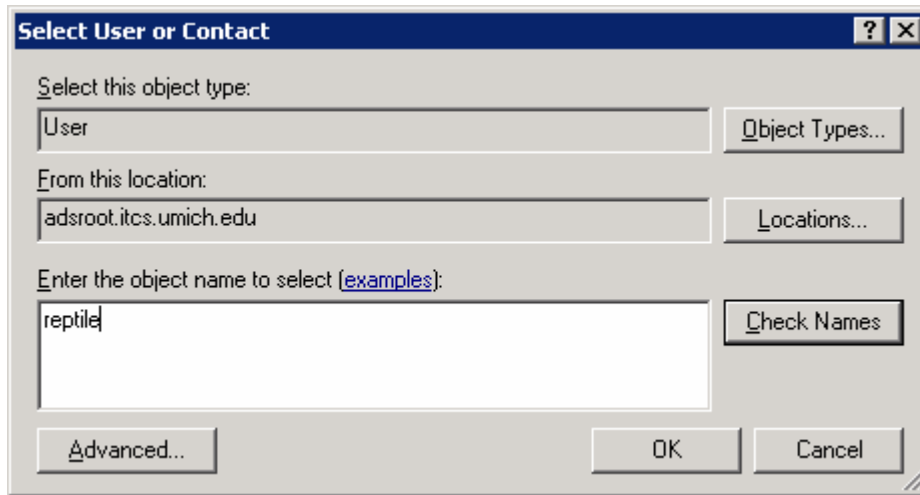 Select User or Contact
Select this object type:
User
Object Types...
From this location:
adsroot.itcs.umich.edu
Locations...
Enter the object name to select (examples):
reptile
Check Names
Advanced...
OK
Cancel